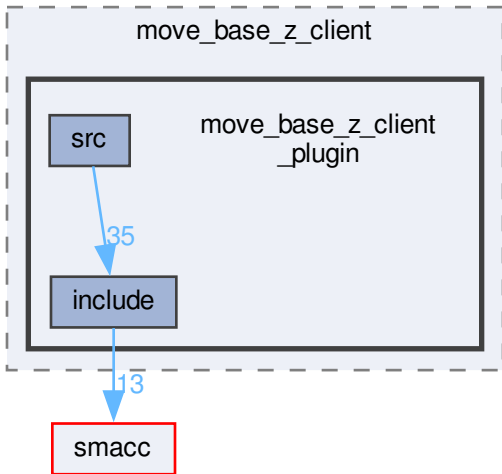 move_base_z_client
src
move_base_z_client
_plugin
35
include
13
smacc